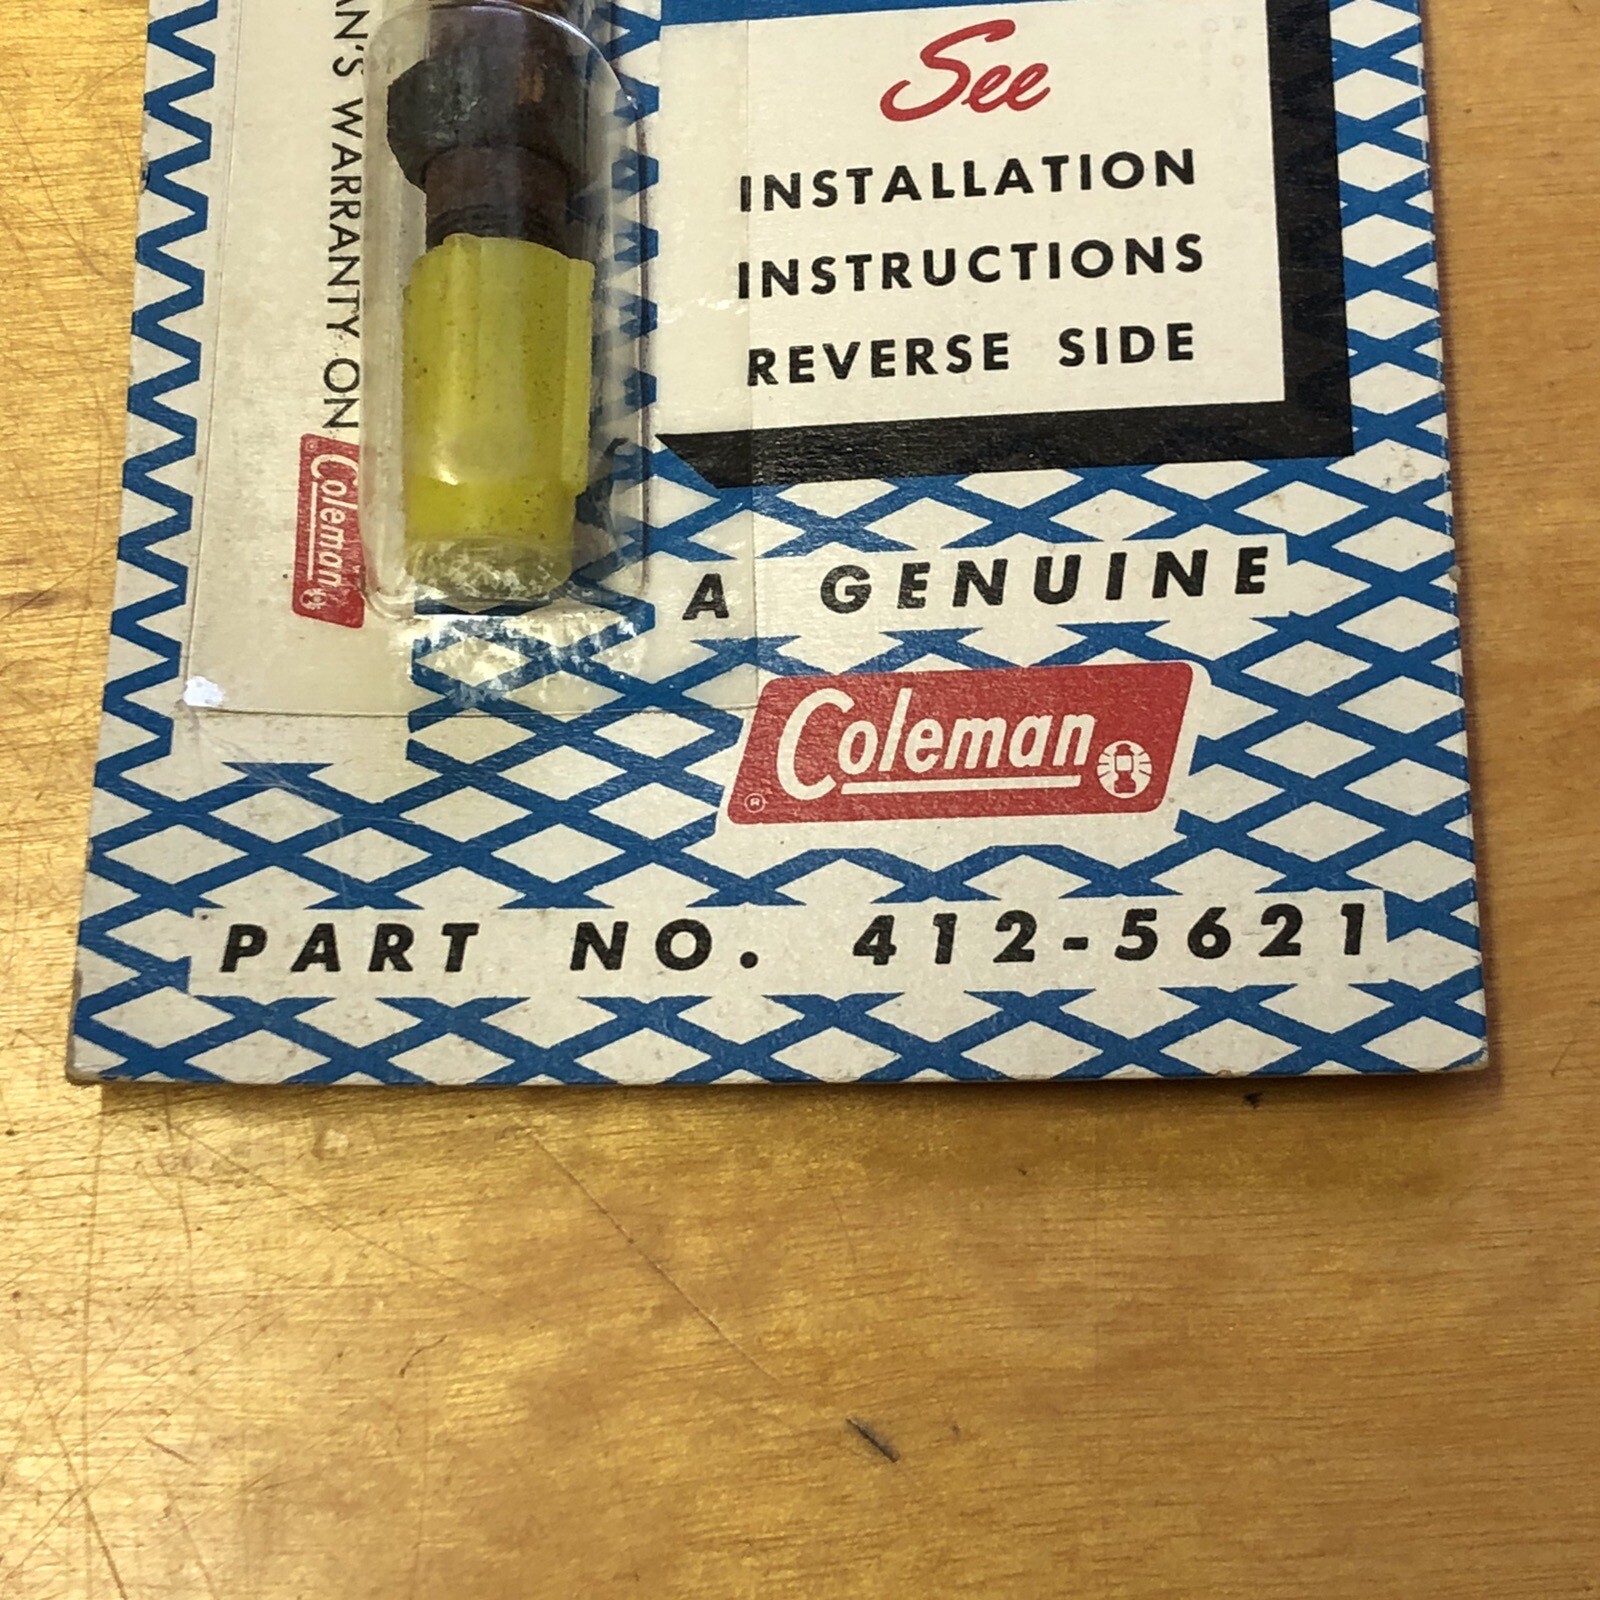 AN'S WARRANTY ON
Coleman
®
See
INSTALLATION
INSTRUCTIONS
REVERSE SIDE
A GENUINE
Coleman
®
PART NO. 412-5621